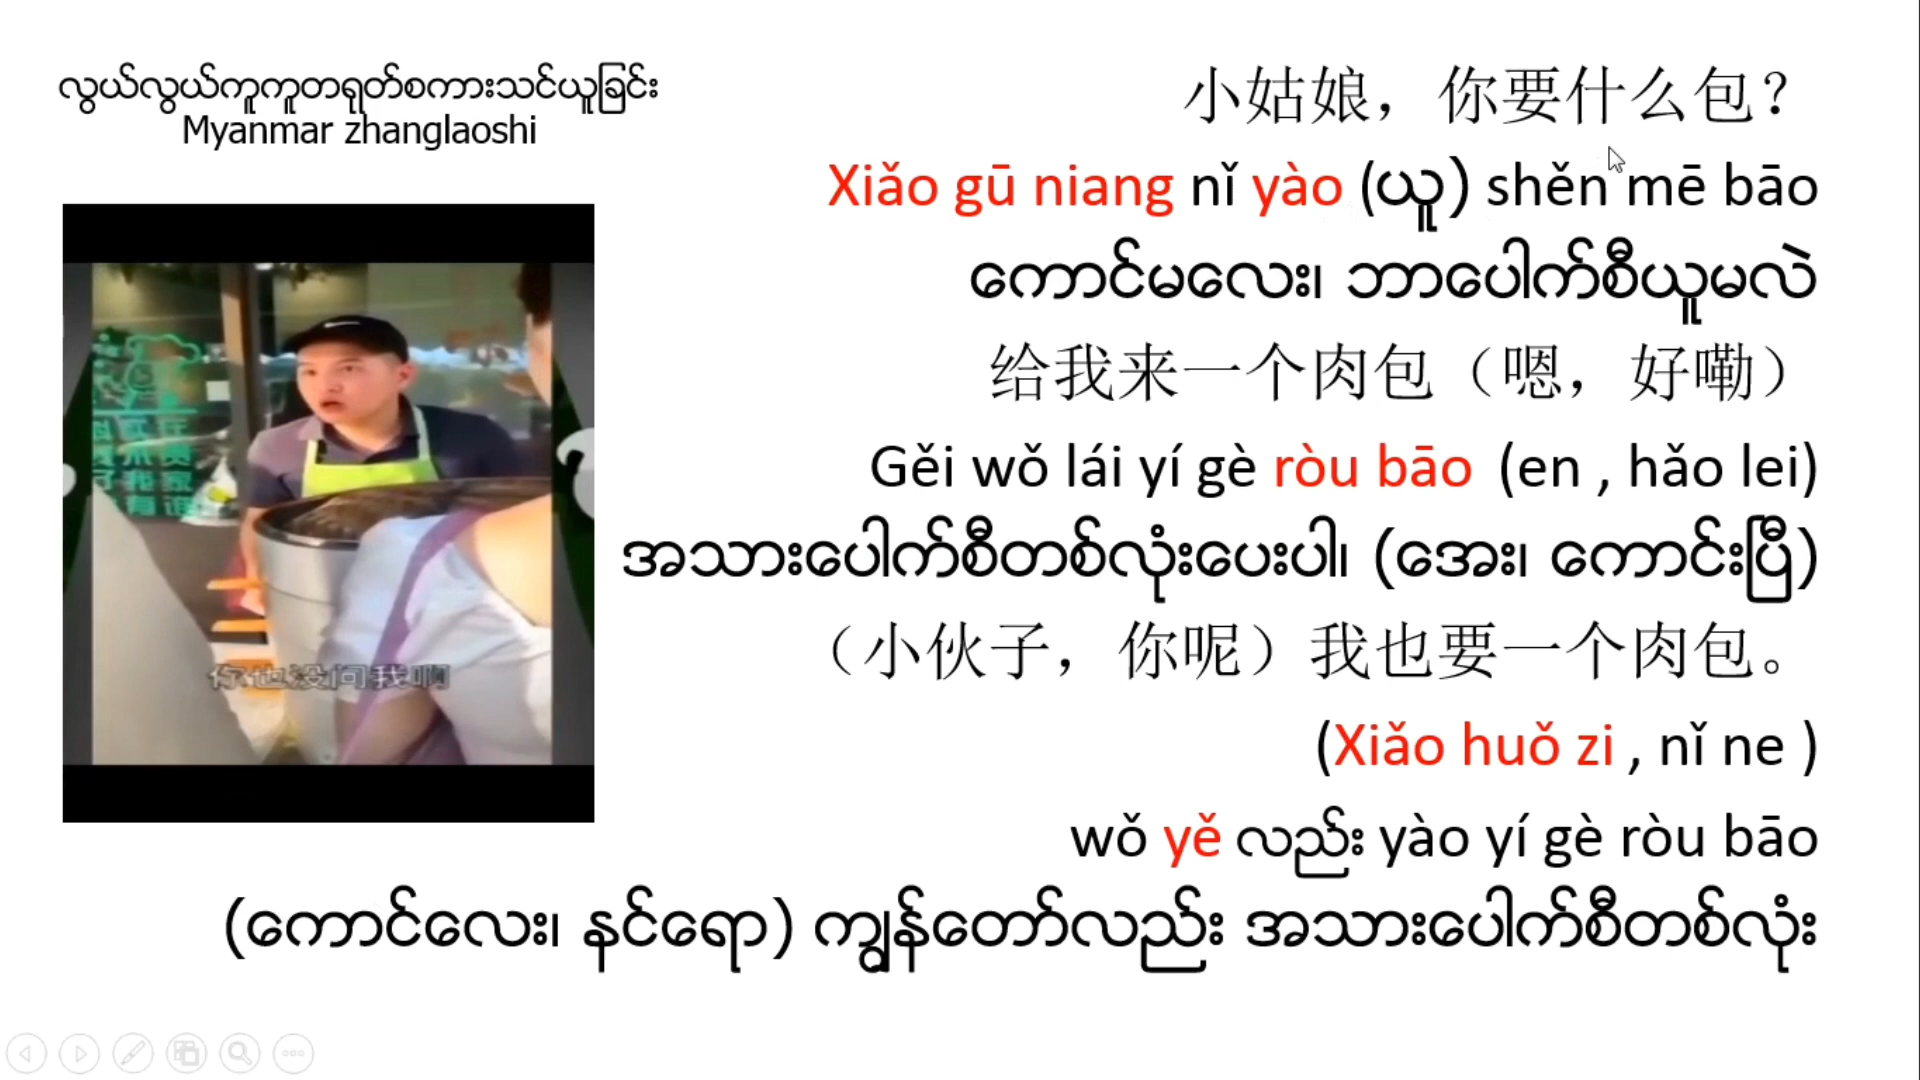 လွယ်လွယ်ကူကူတရုတ်စကားသင်ယူခြင်း
Myanmar zhanglaoshi
小姑娘，你要什么包？
Xiǎo gū niang nǐ yào (ယူ) shěn mē bāo
ကောင်မလေး၊ ဘာပေါက်စီယူမလဲ
给我来一个肉包（嗯，好嘞）
Gěi wǒ lái yí gè ròu bāo (en , hǎo lei)
အသားပေါက်စီတစ်လုံးပေးပါ၊ (အေး၊ ကောင်းပြီ)
（小伙子，你呢）我也要一个肉包。
(Xiǎo huǒ zi , nǐ ne )
wǒ yě လည်း yào yí gè ròu bāo
(ကောင်လေး၊ နင်ရော) ကျွန်တော်လည်း အသားပေါက်စီတစ်လုံး
你也没问我啊